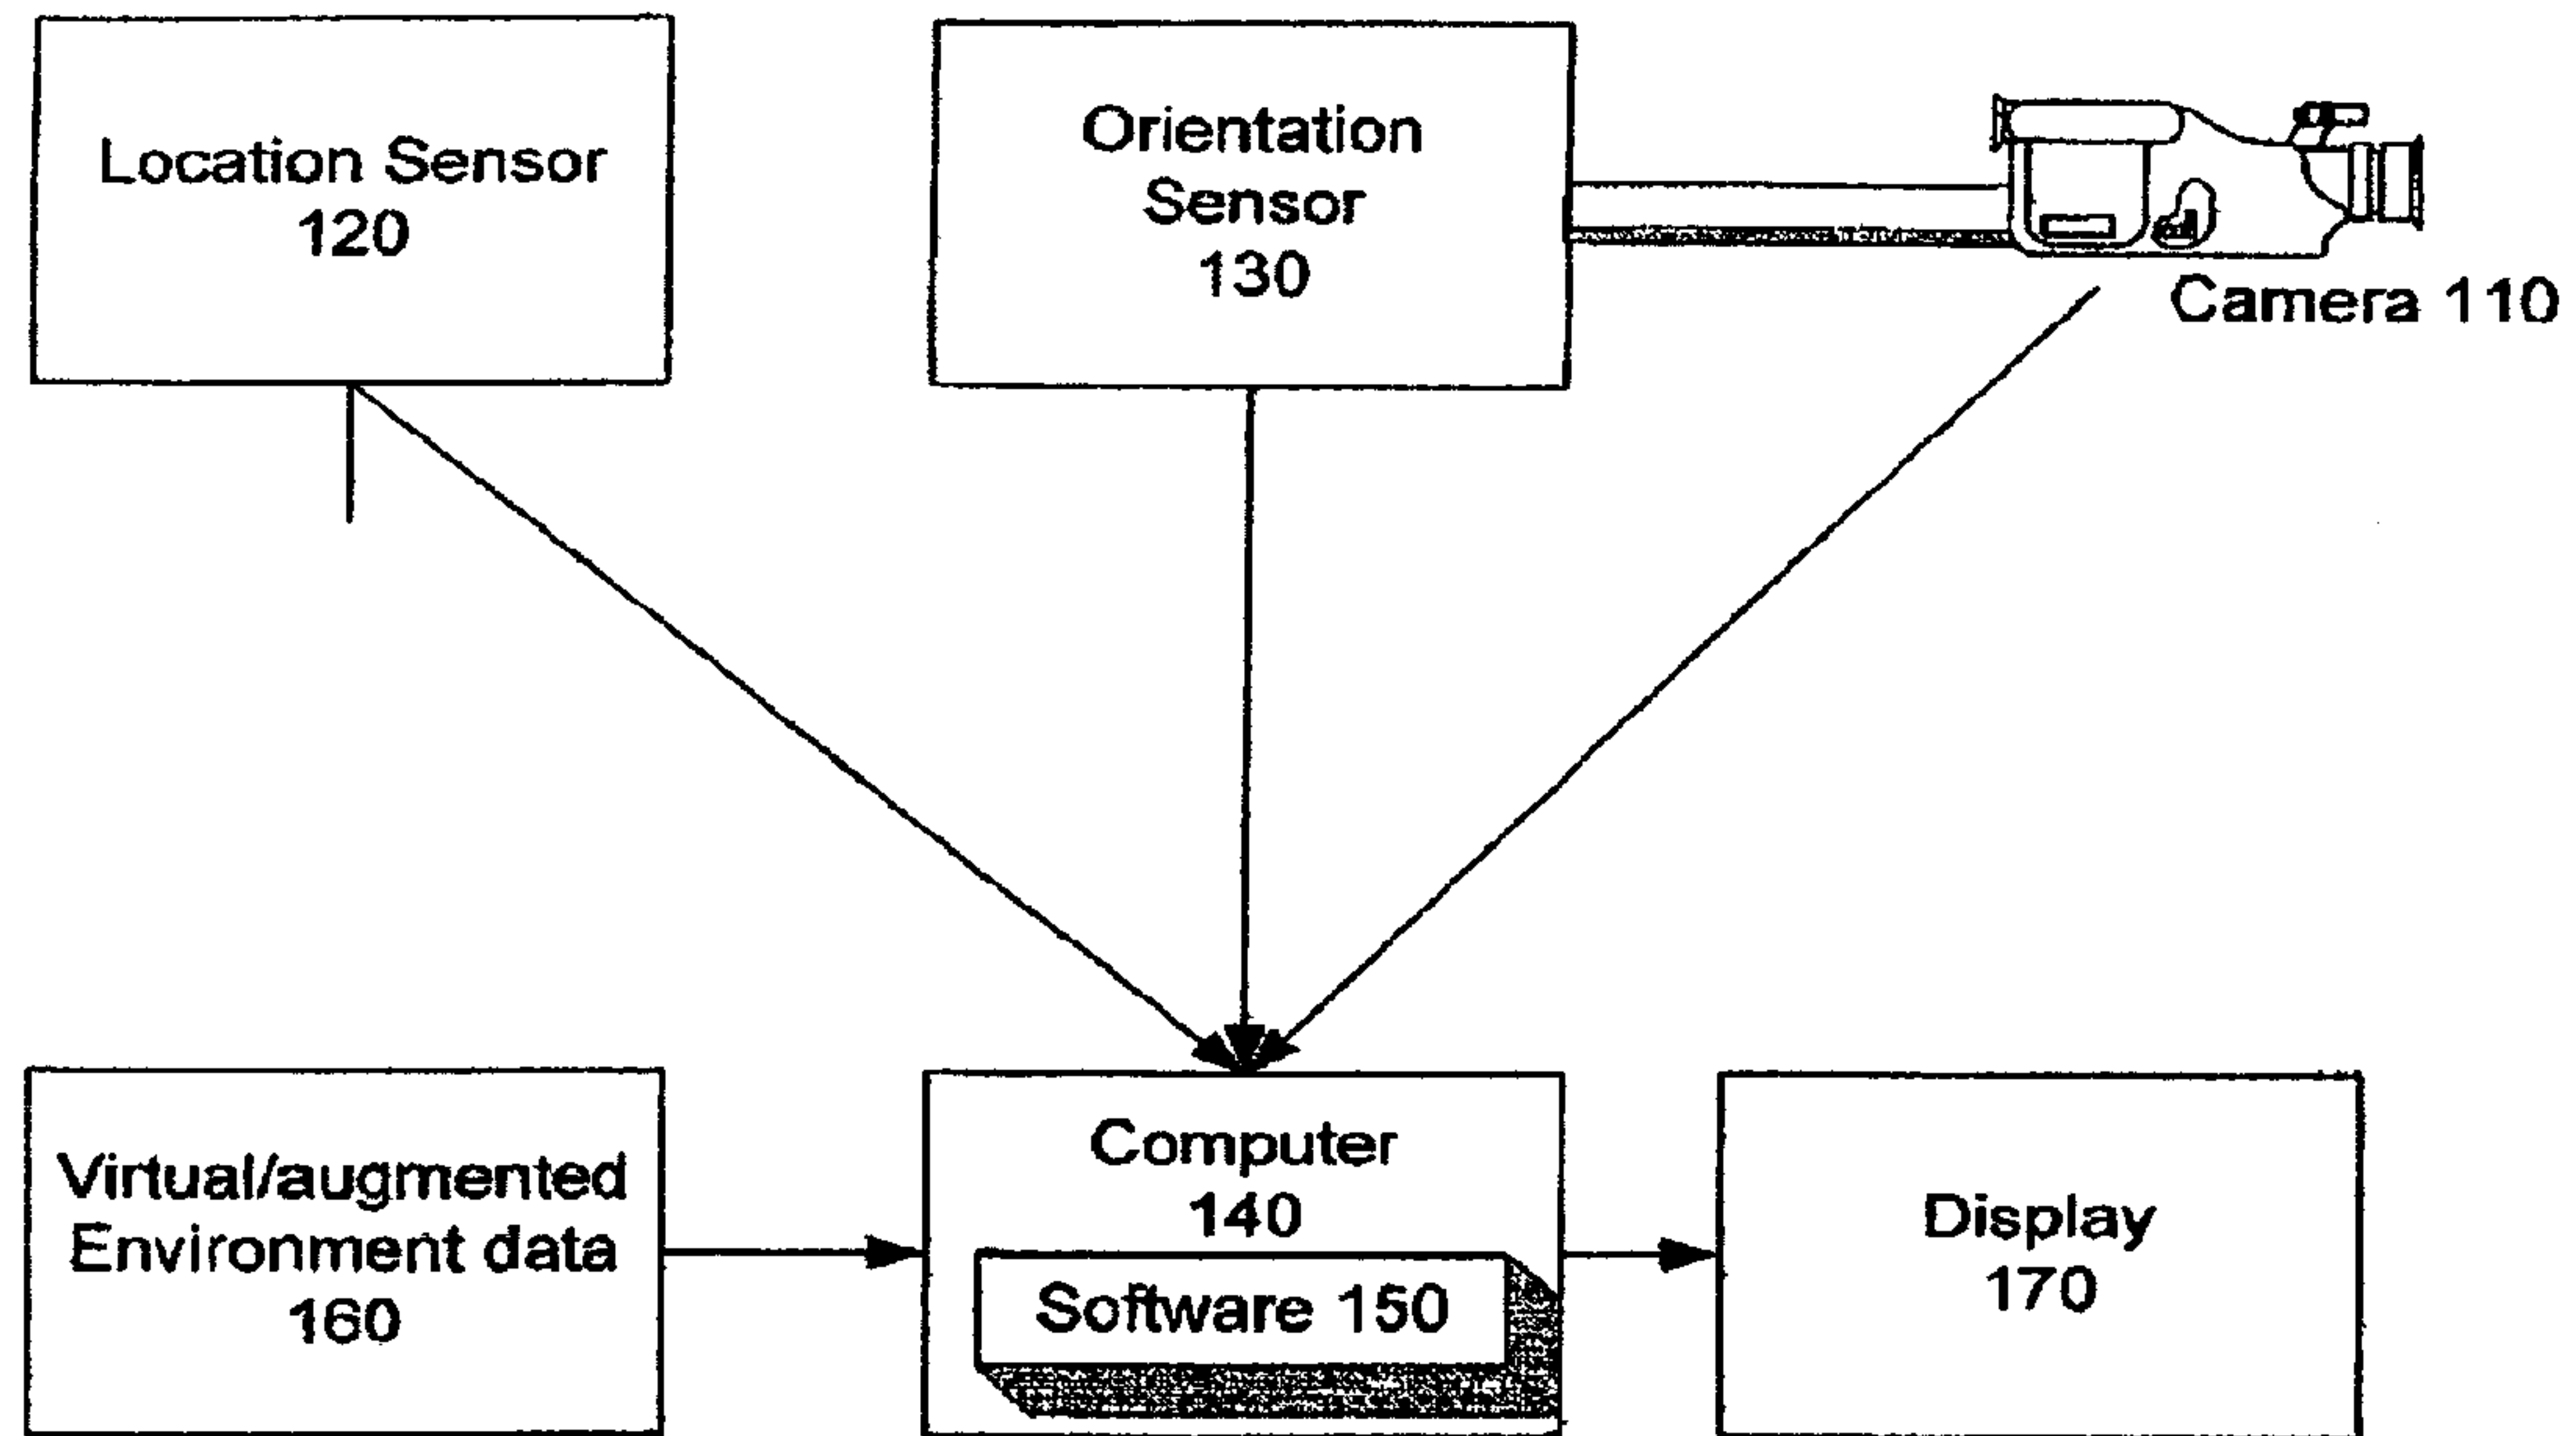 Location Sensor
120
Orientation
Sensor
130
Camera 110
Virtual/augmented
Environment data
160
Computer
140
Software 150
Display
170